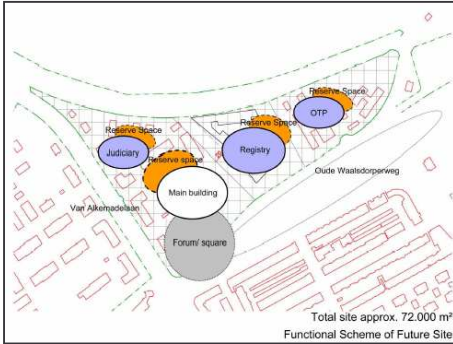 Reserve Space
OTP
Reserve Space
Reserve Space
Registry
Judiciary
Reserve space
Oude Waalsdorperweg
Main building
Van Alkemadelaan
Forum/ square
Total site approx. 72.000 m²
Functional Scheme of Future Site